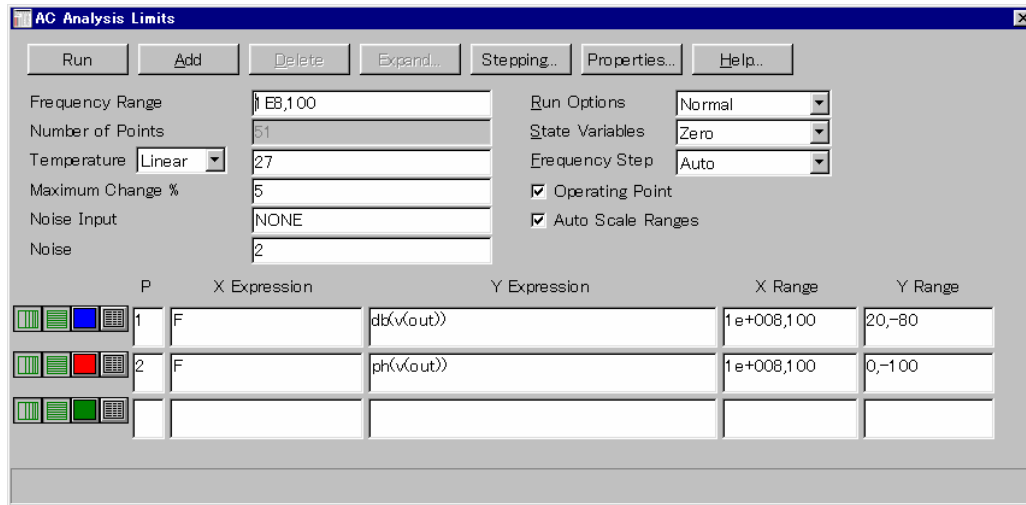 AC Analysis Limits
Run Add Delete Expand... Stepping... Properties... Help...
Frequency Range 1E8,100 Run Options Normal
Number of Points 51 State Variables Zero
Temperature Linear 27 Frequency Step Auto
Maximum Change % 5 Operating Point
Noise Input NONE Auto Scale Ranges
Noise 2
P X Expression Y Expression X Range Y Range
1 F db(v(out)) 1e+008,100 20,-80
2 F ph(v(out)) 1e+008,100 0,-100